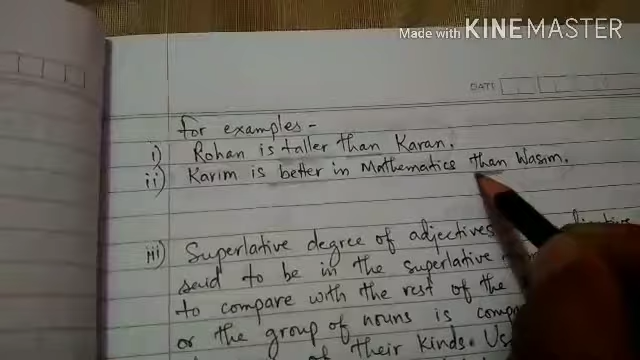 Made with KINEMASTER
DATE
for examples-
i) Rohan is taller than Karan.
ii) Karim is better in Mathematics than Wasim.
iii) Superlative degree of adjectives
said to be in the superlative
to compare with the rest of the
or the group of nouns is
of their kinds.